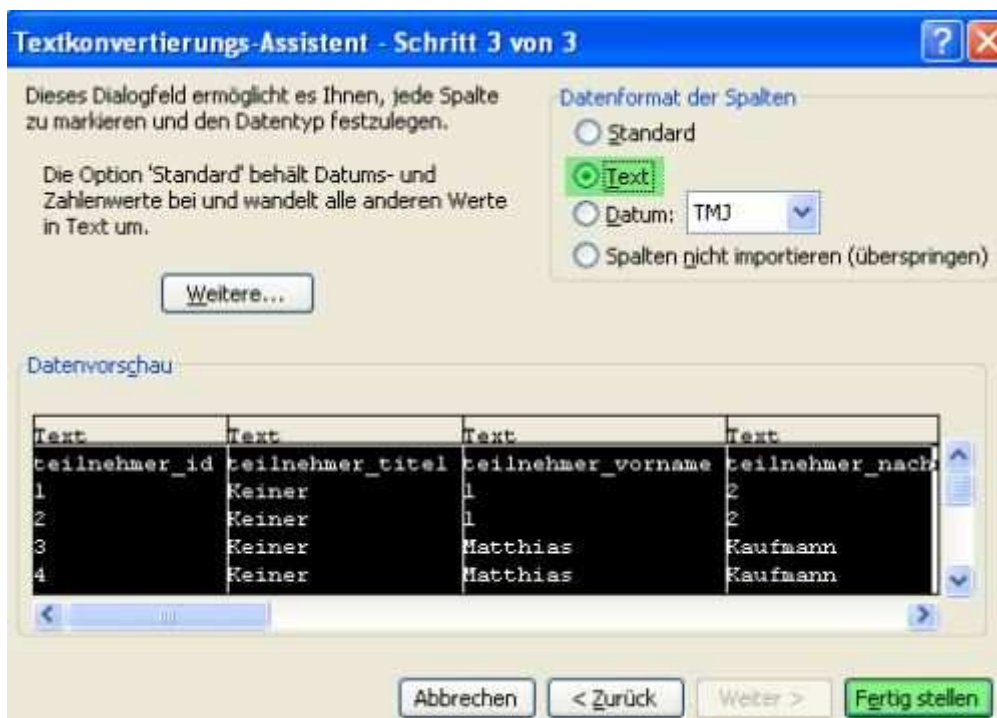 Textkonvertierungs-Assistent - Schritt 3 von 3
Dieses Dialogfeld ermöglicht es Ihnen, jede Spalte
zu markieren und den Datentyp festzulegen.
Die Option 'Standard' behält Datums- und
Zahlenwerte bei und wandelt alle anderen Werte
in Text um.
Weitere...
Datenformat der Spalten
Standard
Text
Datum: TMJ
Spalten nicht importieren (überspringen)
Datenvorschau
Text Text Text Text
teilnehmer_id teilnehmer_titel teilnehmer_vorname teilnehmer_nach
1 Keiner 1 2
2 Keiner 1 2
3 Keiner Matthias Kaufmann
4 Keiner Matthias Kaufmann
Abbrechen < Zurück Weiter > Fertig stellen